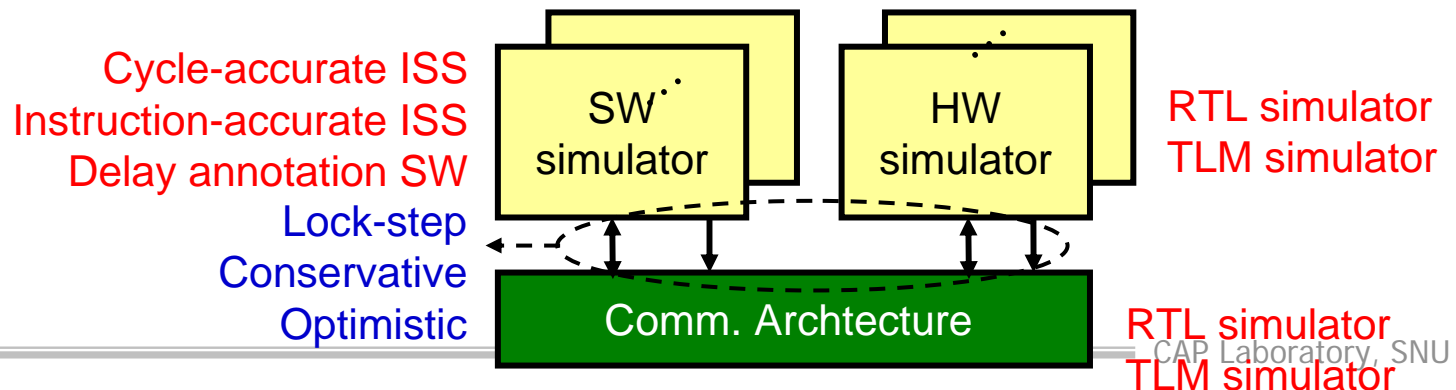 Cycle-accurate ISS
Instruction-accurate ISS
Delay annotation SW
Lock-step
Conservative
Optimistic
SW
simulator
HW
simulator
RTL simulator
TLM simulator
Comm. Archtecture
RTL simulator
TLM simulator
CAP Laboratory, SNU